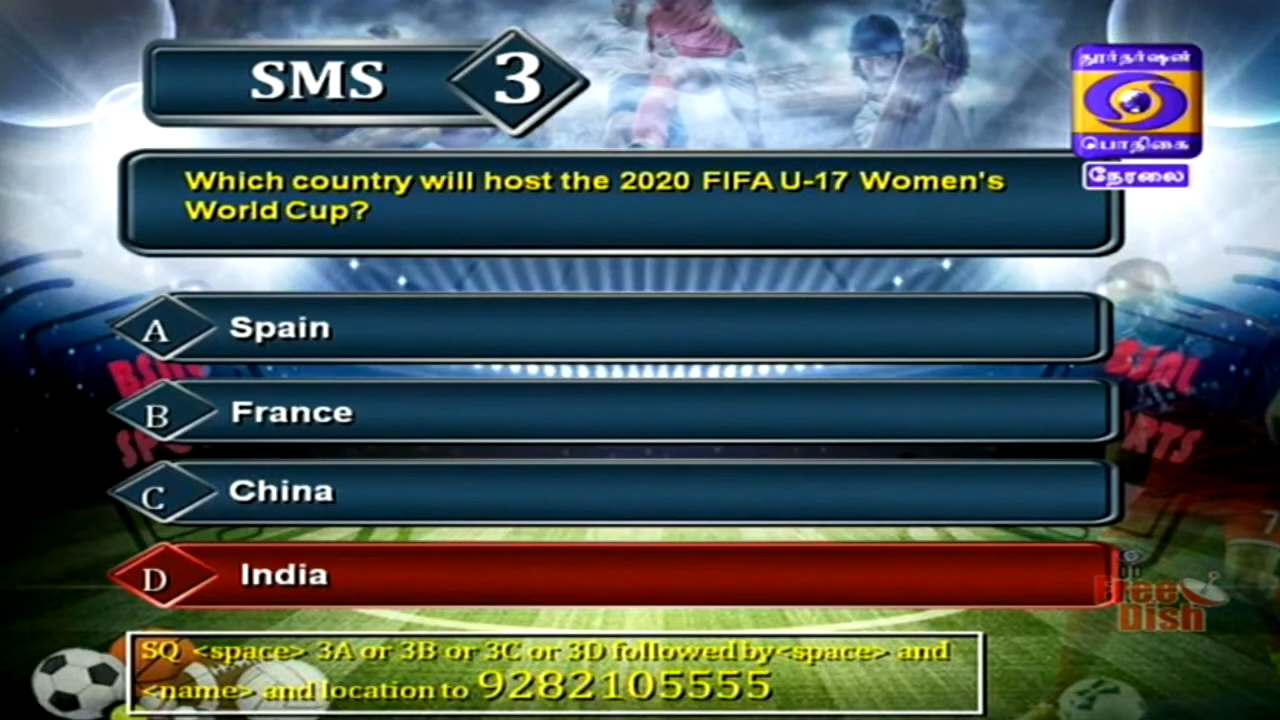 SMS 3
தூர்தர்ஷன்
பொதிகை
நேரலை
Which country will host the 2020 FIFA U-17 Women's
World Cup?
A Spain
B France
C China
D India
DD
Free
Dish
SQ <space> 3A or 3B or 3C or 3D followed by<space> and
<name> and location to 9282105555